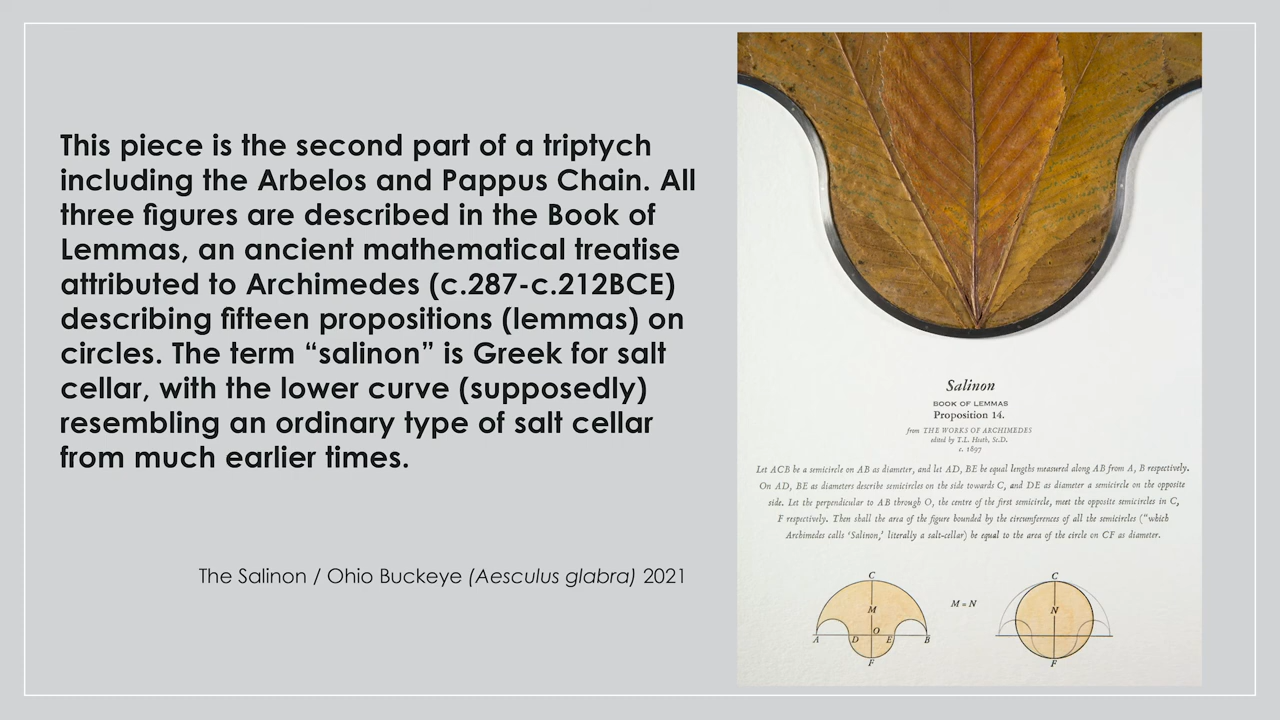 This piece is the second part of a triptych
including the Arbelos and Pappus Chain. All
three figures are described in the Book of
Lemmas, an ancient mathematical treatise
attributed to Archimedes (c.287-c.212BCE)
describing fifteen propositions (lemmas) on
circles. The term “salinon” is Greek for salt
cellar, with the lower curve (supposedly)
resembling an ordinary type of salt cellar
from much earlier times.
The Salinon / Ohio Buckeye (Aesculus glabra) 2021
Salinon
BOOK OF LEMMAS
Proposition 14.
from THE WORKS OF ARCHIMEDES
edited by T.L. Heath, Sc.D.
c. 1897
Let ACB be a semicircle on AB as diameter, and let AD, BE be equal lengths measured along AB from A, B respectively.
On AD, BE as diameters describe semicircles on the side towards C, and DE as diameter a semicircle on the opposite
side. Let the perpendicular to AB through O, the centre of the first semicircle, meet the opposite semicircles in C,
F respectively. Then shall the area of the figure bounded by the circumferences of all the semicircles ("which
Archimedes calls 'Salinon,' literally a salt-cellar) be equal to the area of the circle on CF as diameter.
C
M
O
A
D
E
B
F
M = N
C
N
F